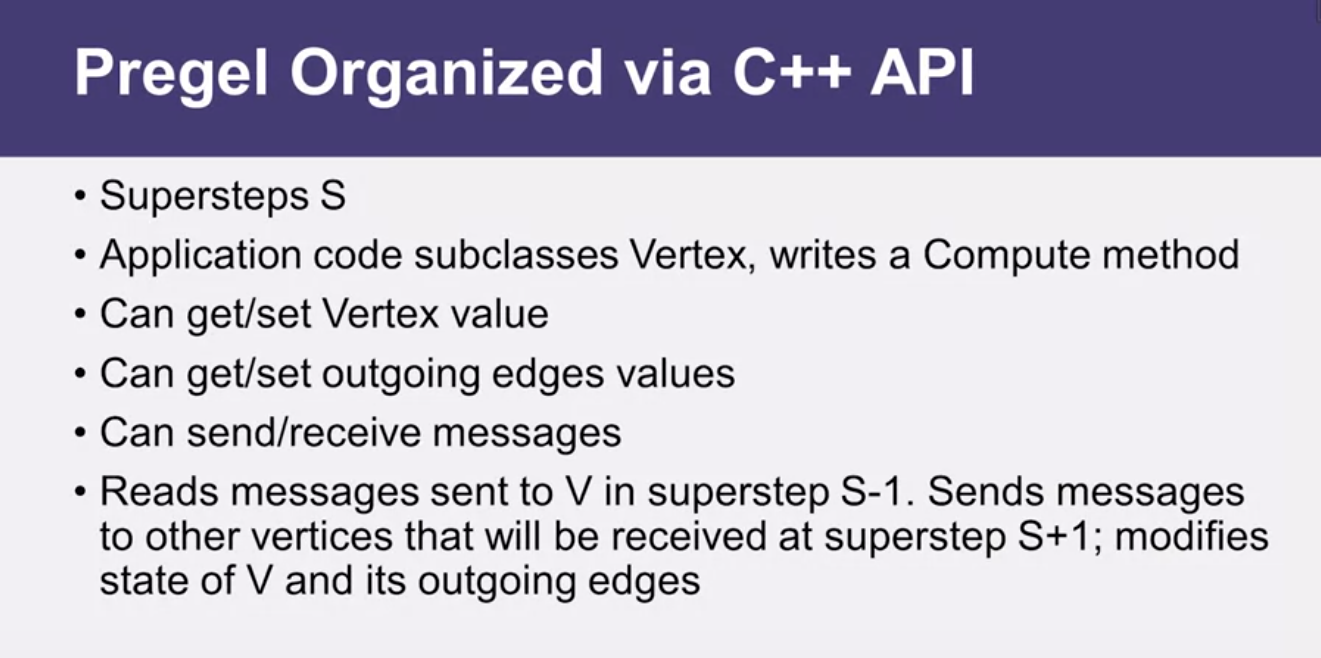 Pregel Organized via C++ API
• Supersteps S
• Application code subclasses Vertex, writes a Compute method
• Can get/set Vertex value
• Can get/set outgoing edges values
• Can send/receive messages
• Reads messages sent to V in superstep S-1. Sends messages
to other vertices that will be received at superstep S+1; modifies
state of V and its outgoing edges